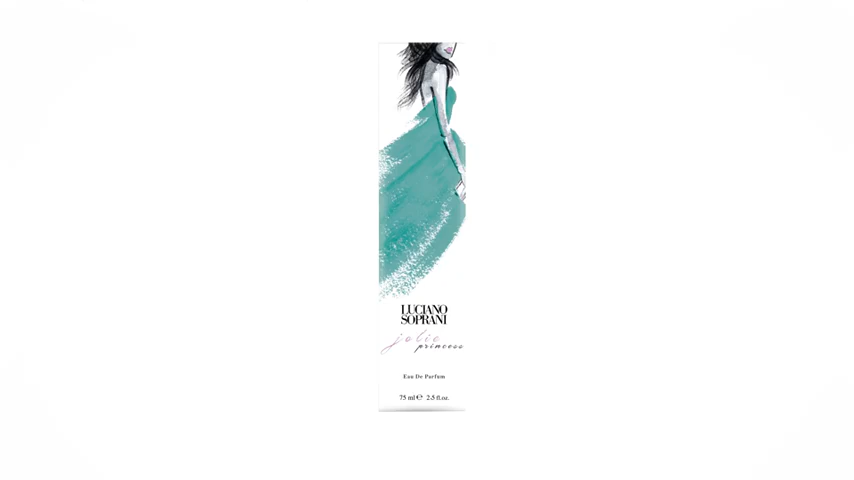 LUCIANO
SOPRANI
jolie
princess
Eau De Parfum
75 ml ℮ 2.5 fl.oz.